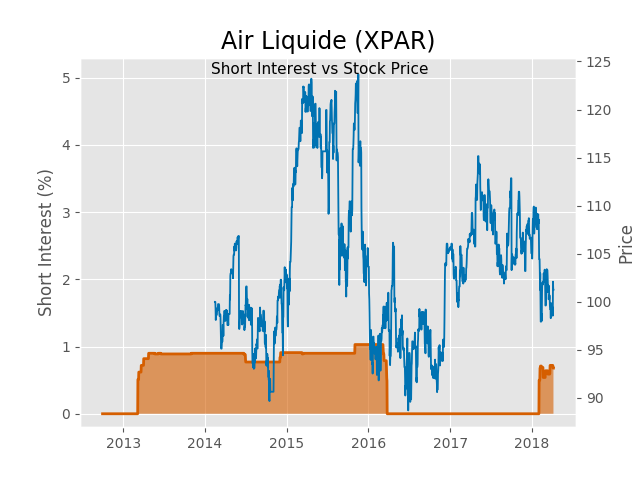 Air Liquide (XPAR)
Short Interest vs Stock Price
Short Interest (%)
5
4
3
2
1
0
125
120
115
110
105
100
95
90
Price
2013 2014 2015 2016 2017 2018